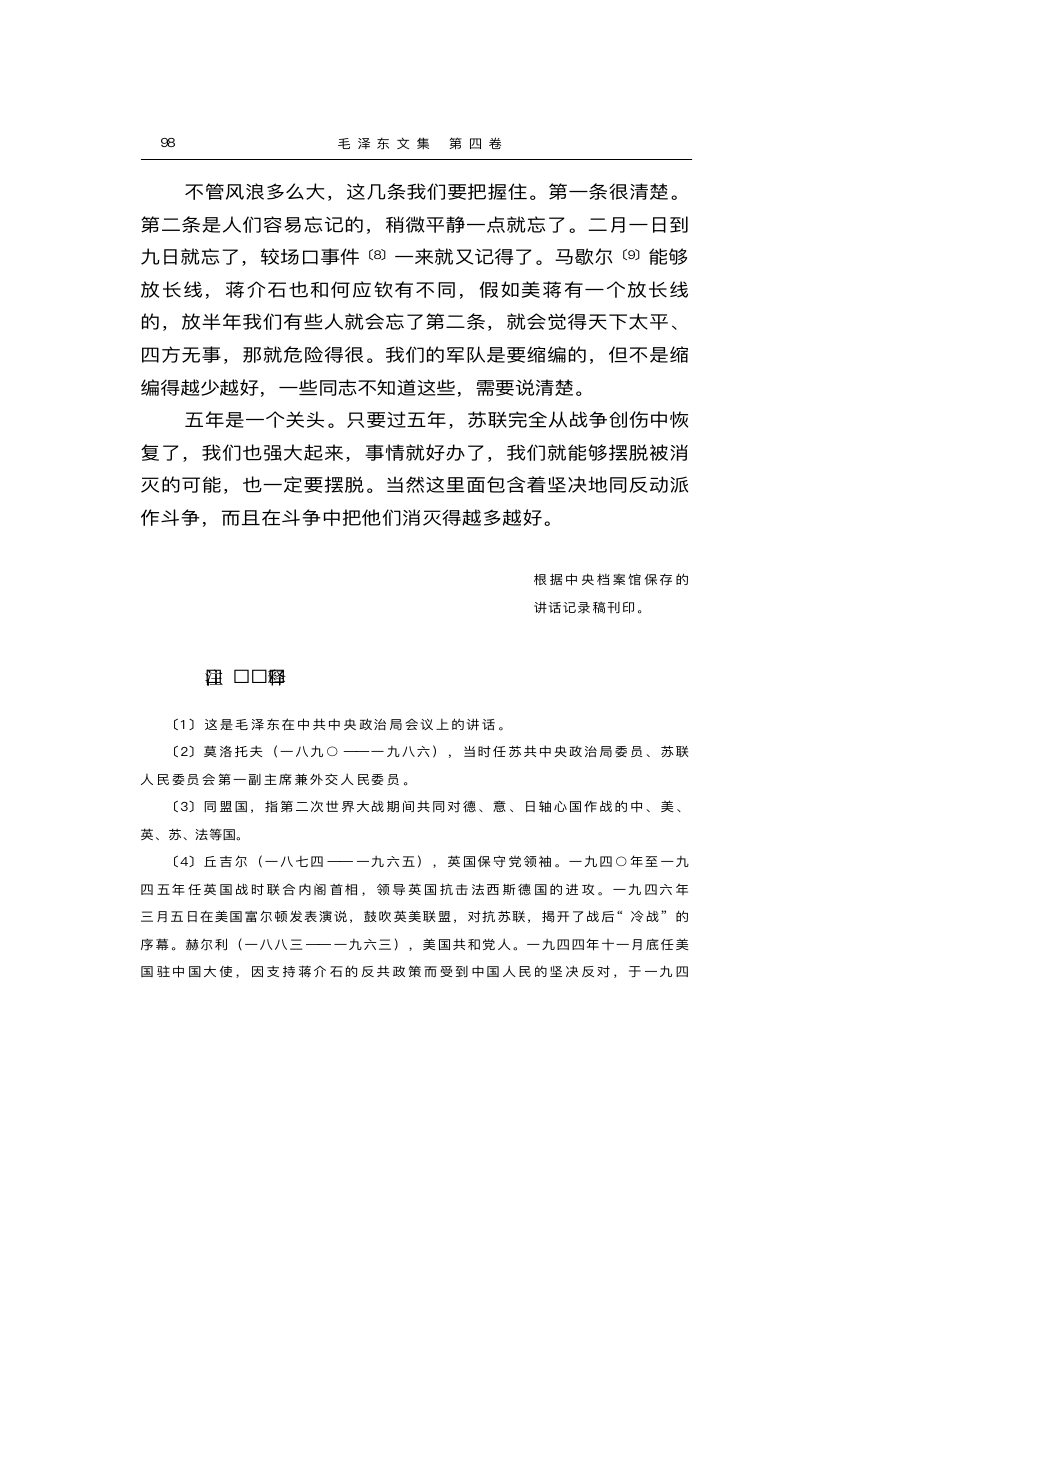 98 毛泽东文集 第四卷
不管风浪多么大，这几条我们要把握住。第一条很清楚。
第二条是人们容易忘记的，稍微平静一点就忘了。二月一日到
九日就忘了，较场口事件〔8〕一来就又记得了。马歇尔〔9〕能够
放长线，蒋介石也和何应钦有不同，假如美蒋有一个放长线
的，放半年我们有些人就会忘了第二条，就会觉得天下太平、
四方无事，那就危险得很。我们的军队是要缩编的，但不是缩
编得越少越好，一些同志不知道这些，需要说清楚。
五年是一个关头。只要过五年，苏联完全从战争创伤中恢
复了，我们也强大起来，事情就好办了，我们就能够摆脱被消
灭的可能，也一定要摆脱。当然这里面包含着坚决地同反动派
作斗争，而且在斗争中把他们消灭得越多越好。
根据中央档案馆保存的
讲话记录稿刊印。
注 □□释
〔1〕这是毛泽东在中共中央政治局会议上的讲话。
〔2〕莫洛托夫（一八九○——一九八六），当时任苏共中央政治局委员、苏联
人民委员会第一副主席兼外交人民委员。
〔3〕同盟国，指第二次世界大战期间共同对德、意、日轴心国作战的中、美、
英、苏、法等国。
〔4〕丘吉尔（一八七四——一九六五），英国保守党领袖。一九四○年至一九
四五年任英国战时联合内阁首相，领导英国抗击法西斯德国的进攻。一九四六年
三月五日在美国富尔顿发表演说，鼓吹英美联盟，对抗苏联，揭开了战后“冷战”的
序幕。赫尔利（一八八三——一九六三），美国共和党人。一九四四年十一月底任美
国驻中国大使，因支持蒋介石的反共政策而受到中国人民的坚决反对，于一九四